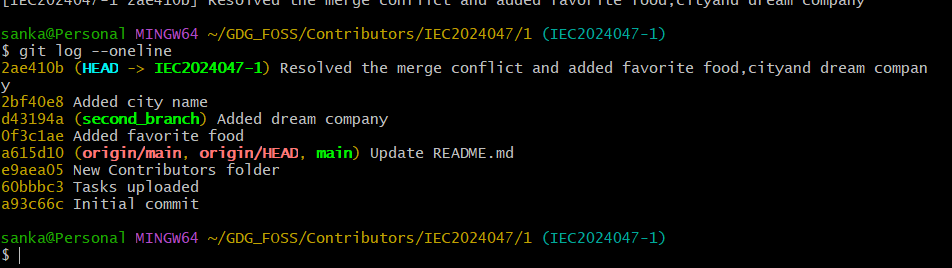 [IEC2024047-1 2ae410b] Resolved the merge conflict and added favorite food,cityand dream company
sanka@Personal MINGW64 ~/GDG_FOSS/Contributors/IEC2024047/1 (IEC2024047-1)
$ git log --oneline
2ae410b (HEAD -> IEC2024047-1) Resolved the merge conflict and added favorite food,cityand dream compan
y
2bf40e8 Added city name
d43194a (second_branch) Added dream company
0f3c1ae Added favorite food
a615d10 (origin/main, origin/HEAD, main) Update README.md
e9aea05 New Contributors folder
60bbbc3 Tasks uploaded
a93c66c Initial commit
sanka@Personal MINGW64 ~/GDG_FOSS/Contributors/IEC2024047/1 (IEC2024047-1)
$